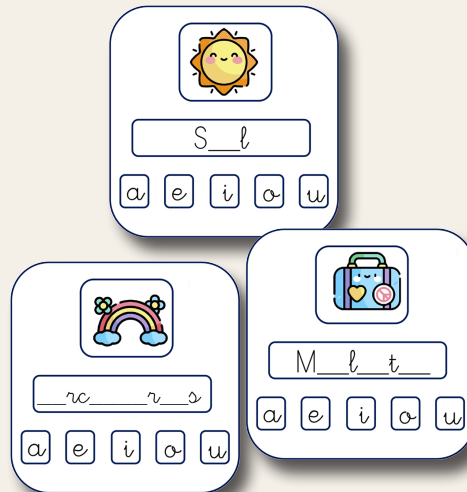 S__l
a e i o u
M__l__t__
a e i o u
__rc____r__s
a e i o u